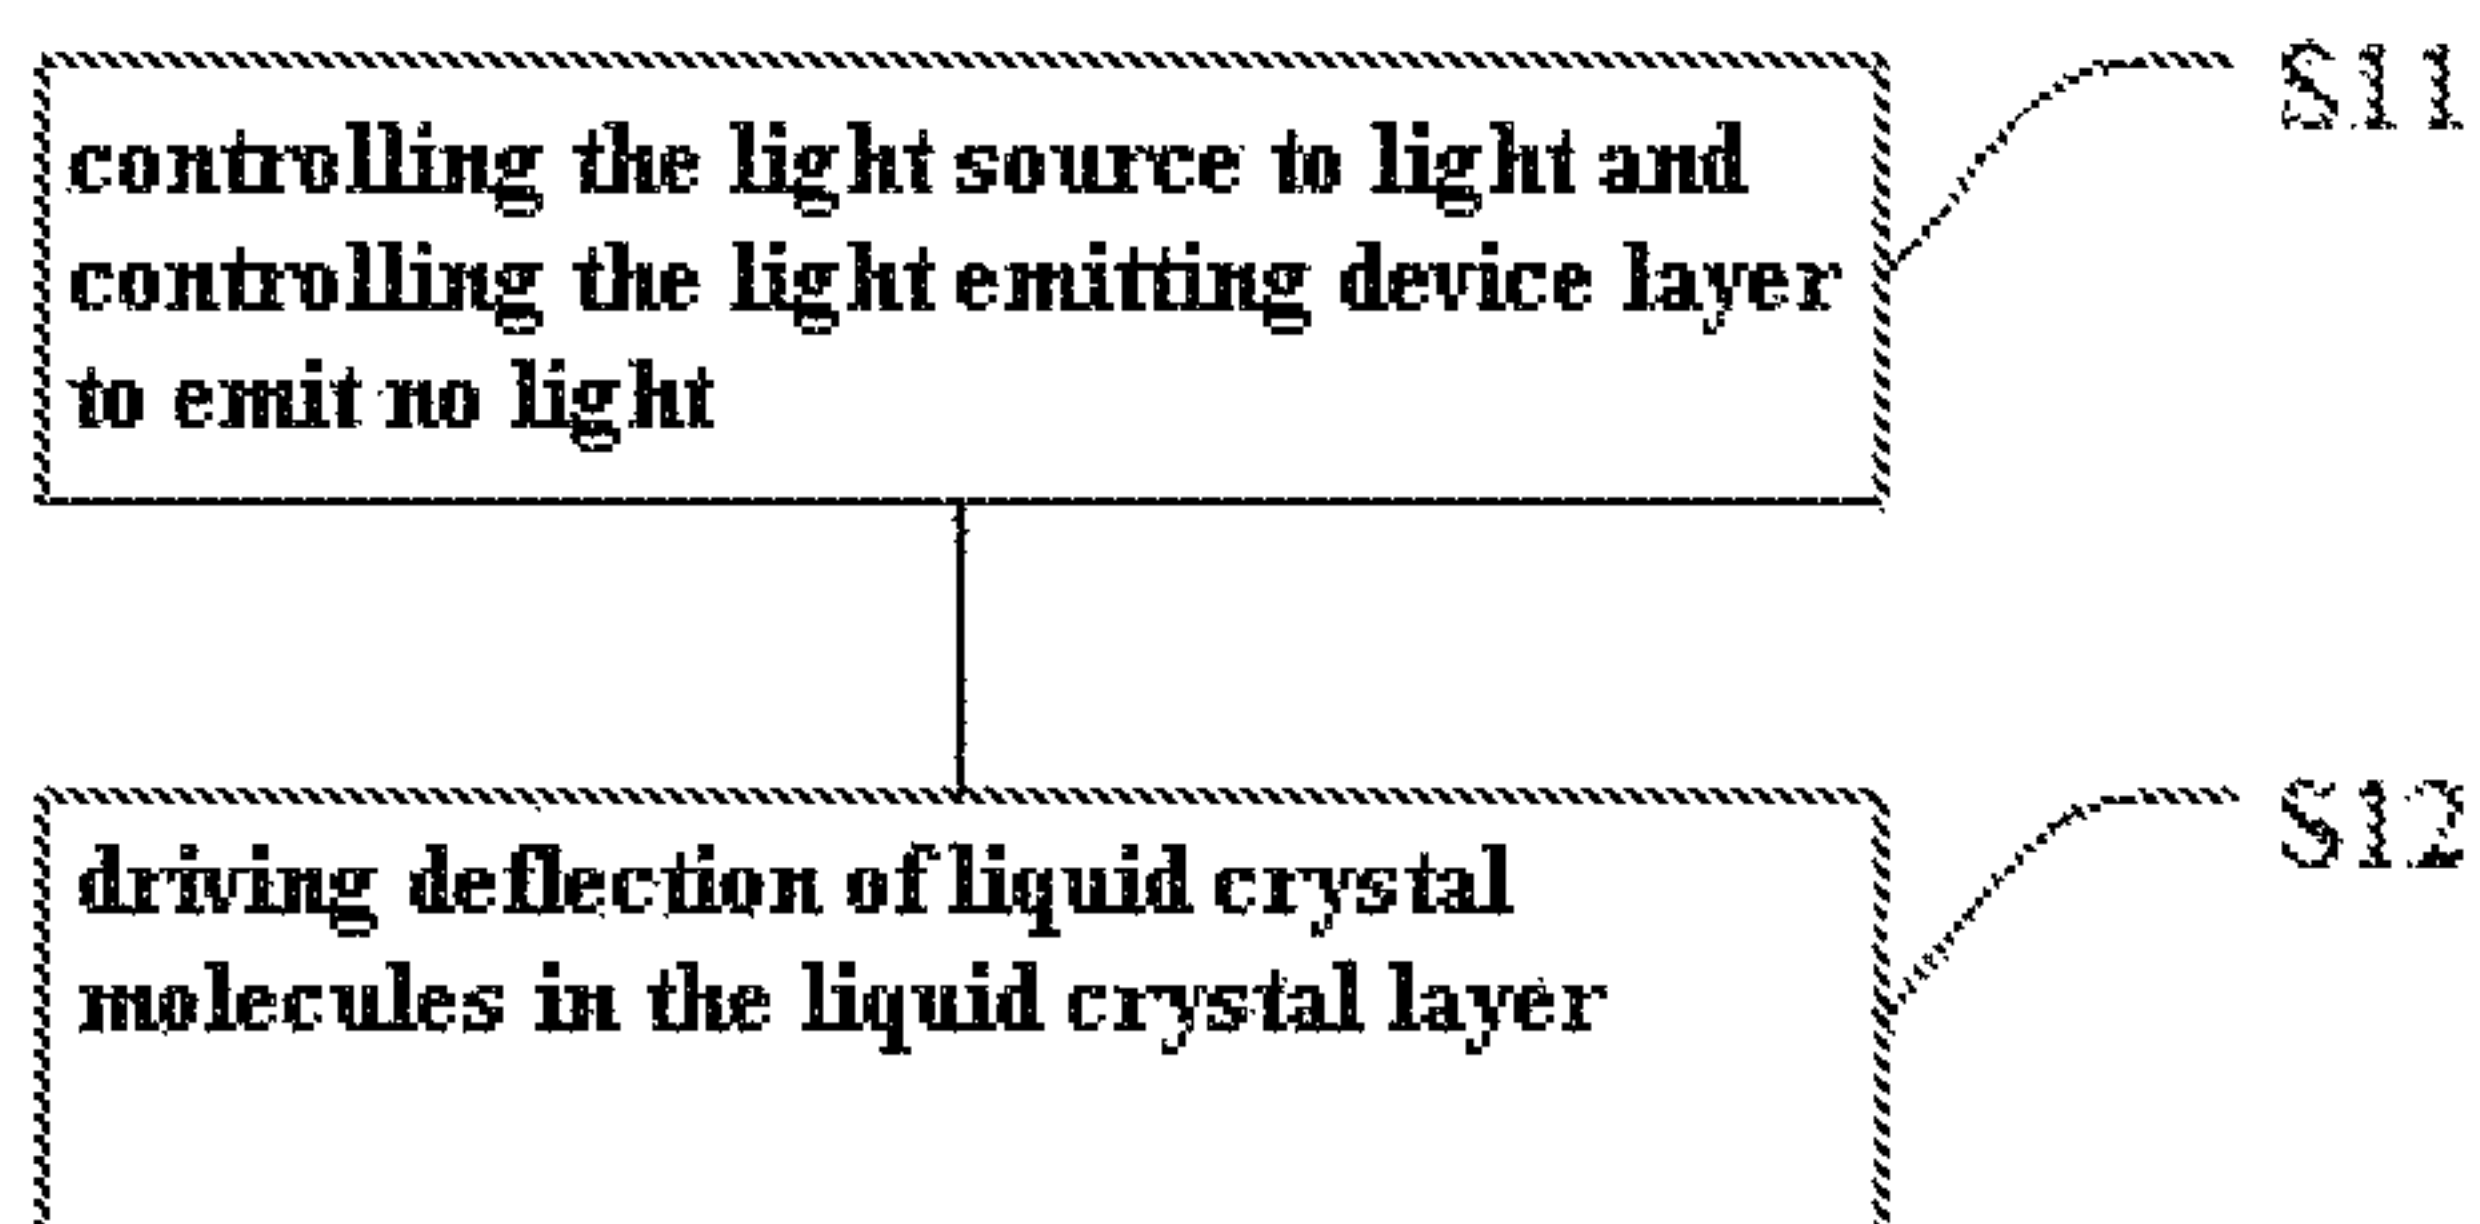 S11
controlling the light source to light and
controlling the light emitting device layer
to emit no light
S12
driving deflection of liquid crystal
molecules in the liquid crystal layer